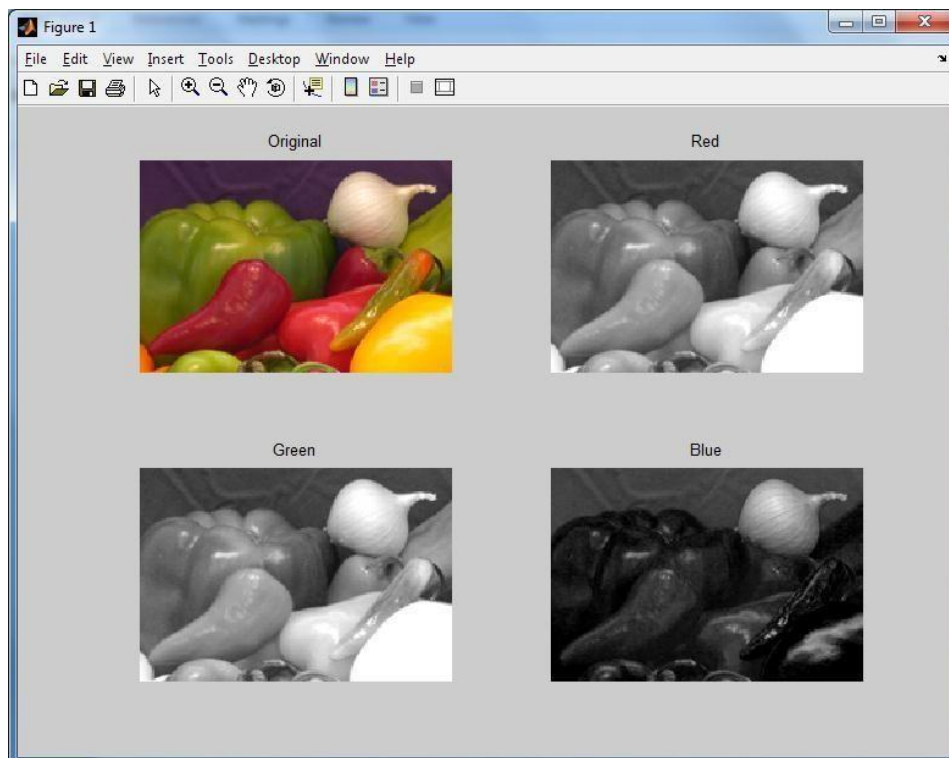 Figure 1
File Edit View Insert Tools Desktop Window Help
Original
Red
Green
Blue